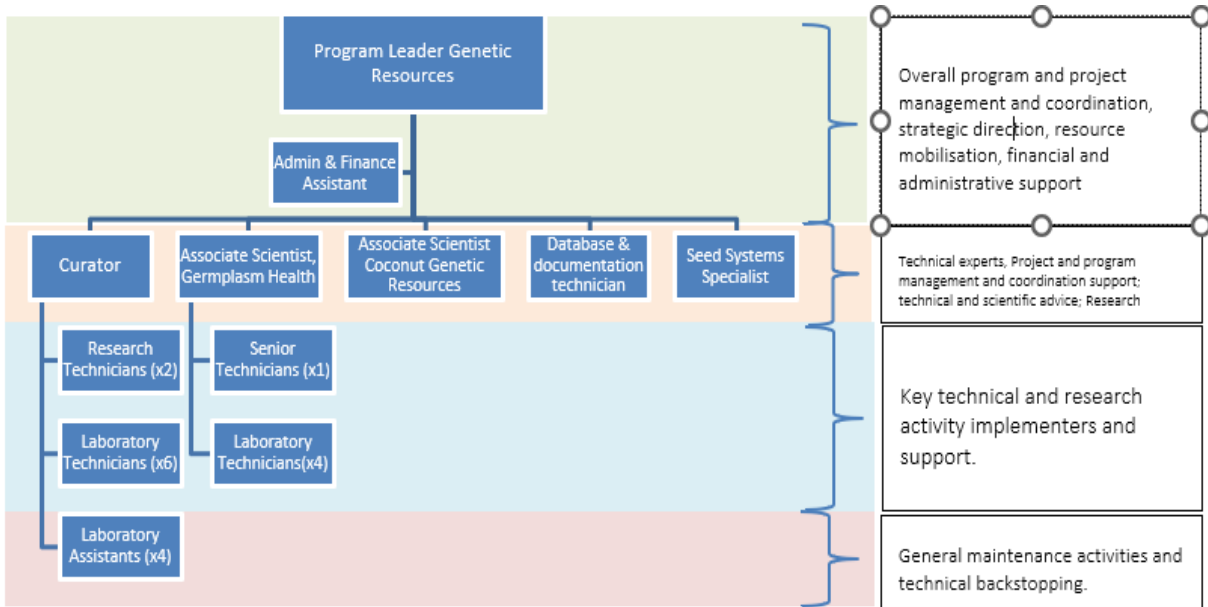 Program Leader Genetic
Resources
Admin & Finance
Assistant
Overall program and project
management and coordination,
strategic direction, resource
mobilisation, financial and
administrative support
Curator
Associate Scientist,
Germplasm Health
Associate Scientist
Coconut Genetic
Resources
Database &
documentation
technician
Seed Systems
Specialist
Technical experts, Project and program
management and coordination support;
technical and scientific advice; Research
Research
Technicians (x2)
Senior
Technicians (x1)
Laboratory
Technicians (x6)
Laboratory
Technicians(x4)
Key technical and research
activity implementers and
support.
Laboratory
Assistants (x4)
General maintenance activities and
technical backstopping.